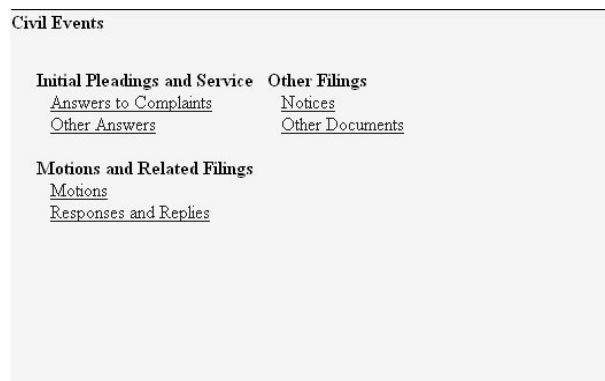 Civil Events
Initial Pleadings and Service
Answers to Complaints
Other Answers
Other Filings
Notices
Other Documents
Motions and Related Filings
Motions
Responses and Replies